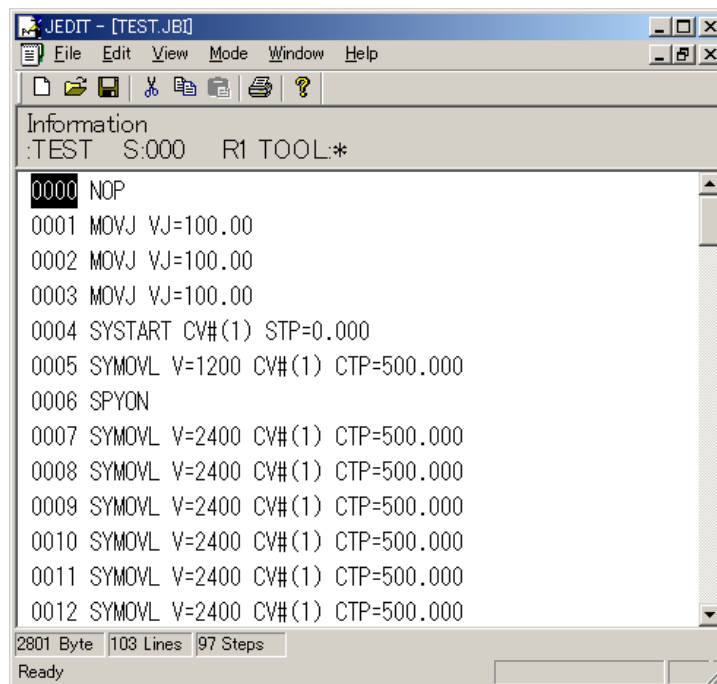 JEDIT - [TEST.JBI]
File Edit View Mode Window Help
Information
:TEST S:000 R1 TOOL:*
0000 NOP
0001 MOVJ VJ=100.00
0002 MOVJ VJ=100.00
0003 MOVJ VJ=100.00
0004 SYSTART CV#(1) STP=0.000
0005 SYMOVL V=1200 CV#(1) CTP=500.000
0006 SPYON
0007 SYMOVL V=2400 CV#(1) CTP=500.000
0008 SYMOVL V=2400 CV#(1) CTP=500.000
0009 SYMOVL V=2400 CV#(1) CTP=500.000
0010 SYMOVL V=2400 CV#(1) CTP=500.000
0011 SYMOVL V=2400 CV#(1) CTP=500.000
0012 SYMOVL V=2400 CV#(1) CTP=500.000
2801 Byte 103 Lines 97 Steps
Ready